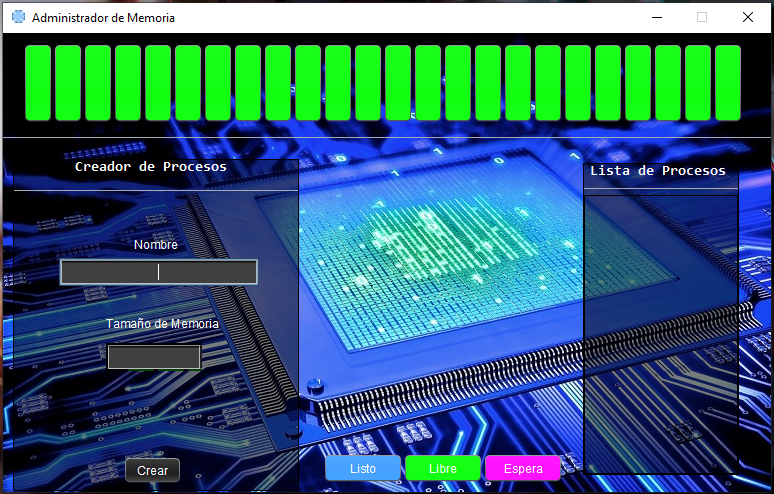 Administrador de Memoria
Creador de Procesos
Lista de Procesos
Nombre
Tamaño de Memoria
Crear
Listo
Libre
Espera